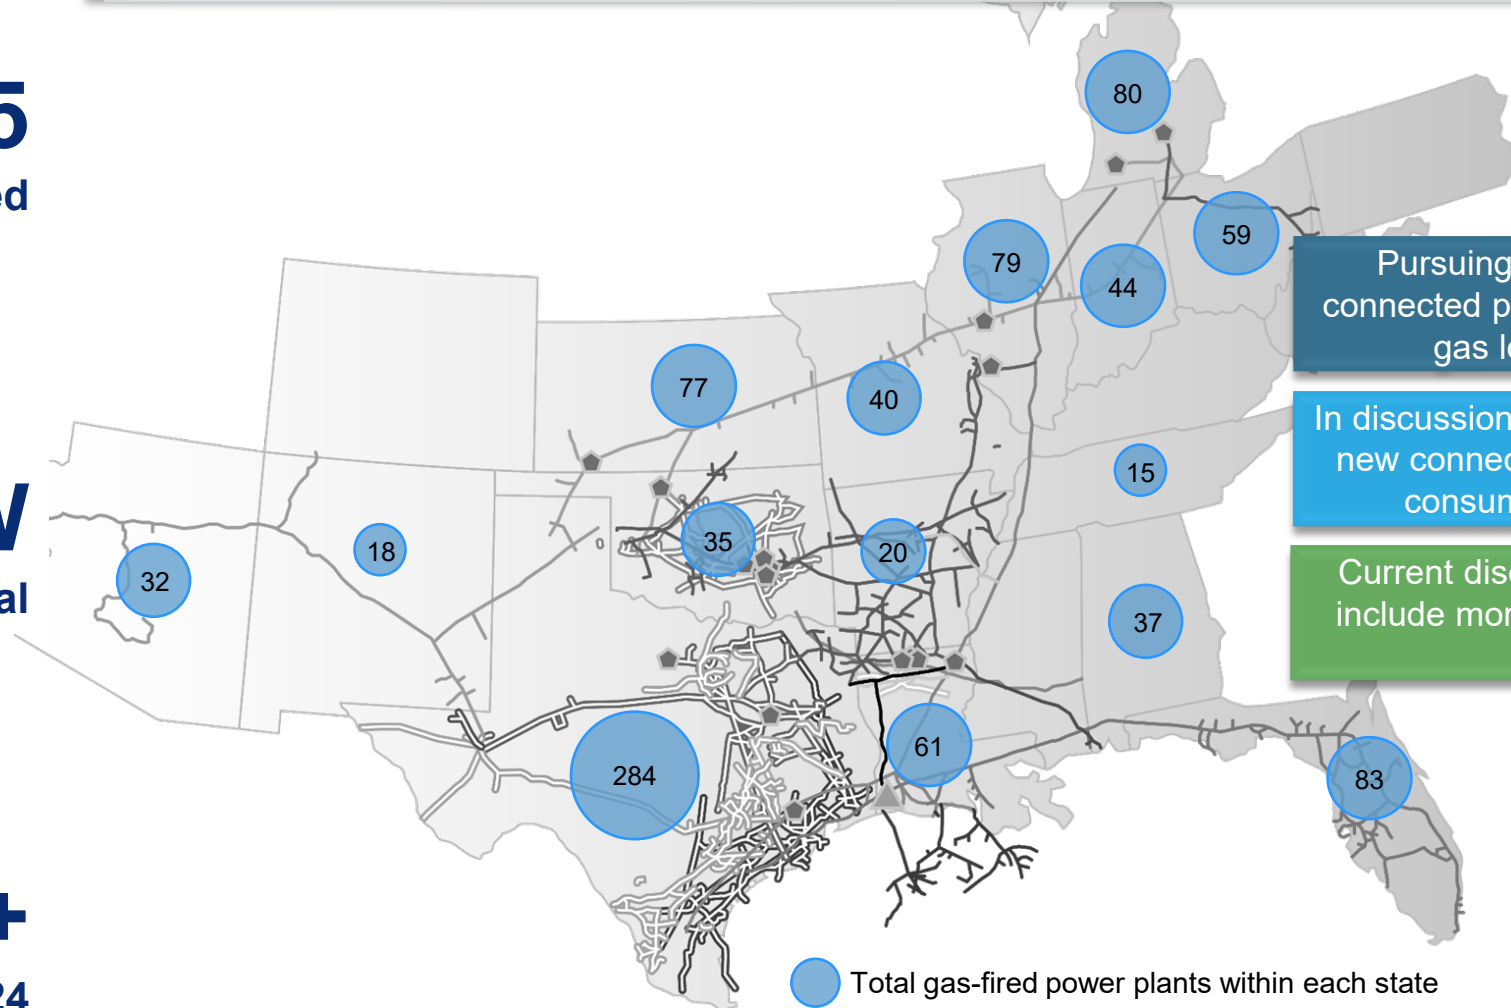 5
ed
W
al
+
24
80
59
79
44
77
40
15
35
20
18
32
37
61
284
83
Pursuing
connected p
gas l
In discussion
new connec
consum
Current disc
include mor
Total gas-fired power plants within each state